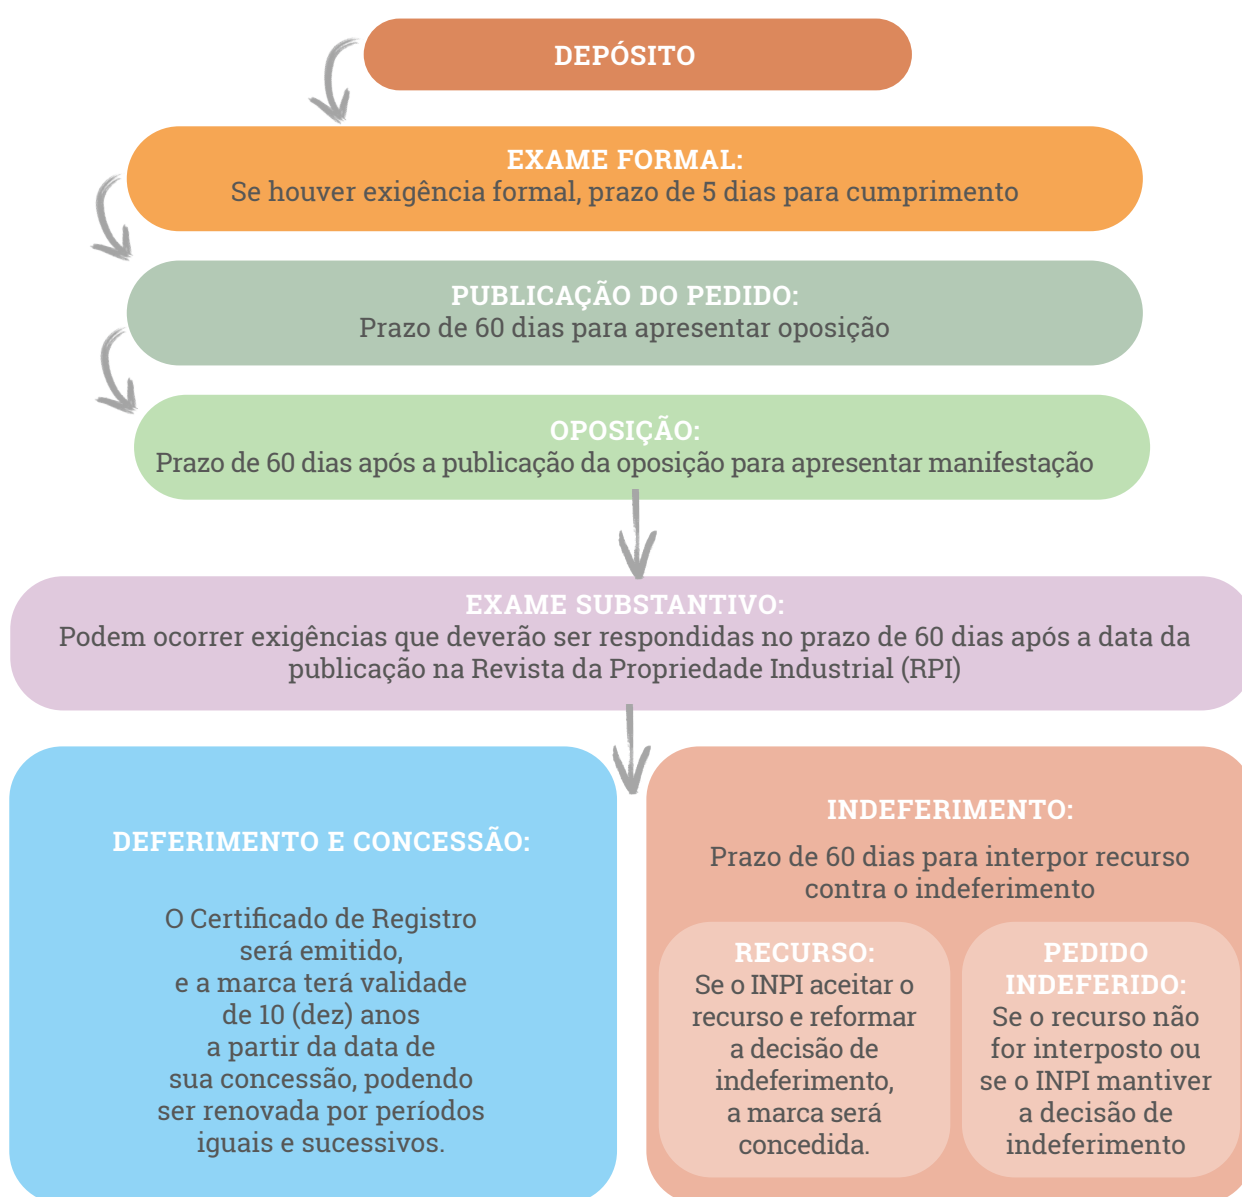 DEPÓSITO
EXAME FORMAL:
Se houver exigência formal, prazo de 5 dias para cumprimento
PUBLICAÇÃO DO PEDIDO:
Prazo de 60 dias para apresentar oposição
OPOSIÇÃO:
Prazo de 60 dias após a publicação da oposição para apresentar manifestação
EXAME SUBSTANTIVO:
Podem ocorrer exigências que deverão ser respondidas no prazo de 60 dias após a data da
publicação na Revista da Propriedade Industrial (RPI)
DEFERIMENTO E CONCESSÃO:
O Certificado de Registro
será emitido,
e a marca terá validade
de 10 (dez) anos
a partir da data de
sua concessão, podendo
ser renovada por períodos
iguais e sucessivos.
INDEFERIMENTO:
Prazo de 60 dias para interpor recurso
contra o indeferimento
RECURSO:
Se o INPI aceitar o
recurso e reformar
a decisão de
indeferimento,
a marca será
concedida.
PEDIDO
INDEFERIDO:
Se o recurso não
for interposto ou
se o INPI mantiver
a decisão de
indeferimento